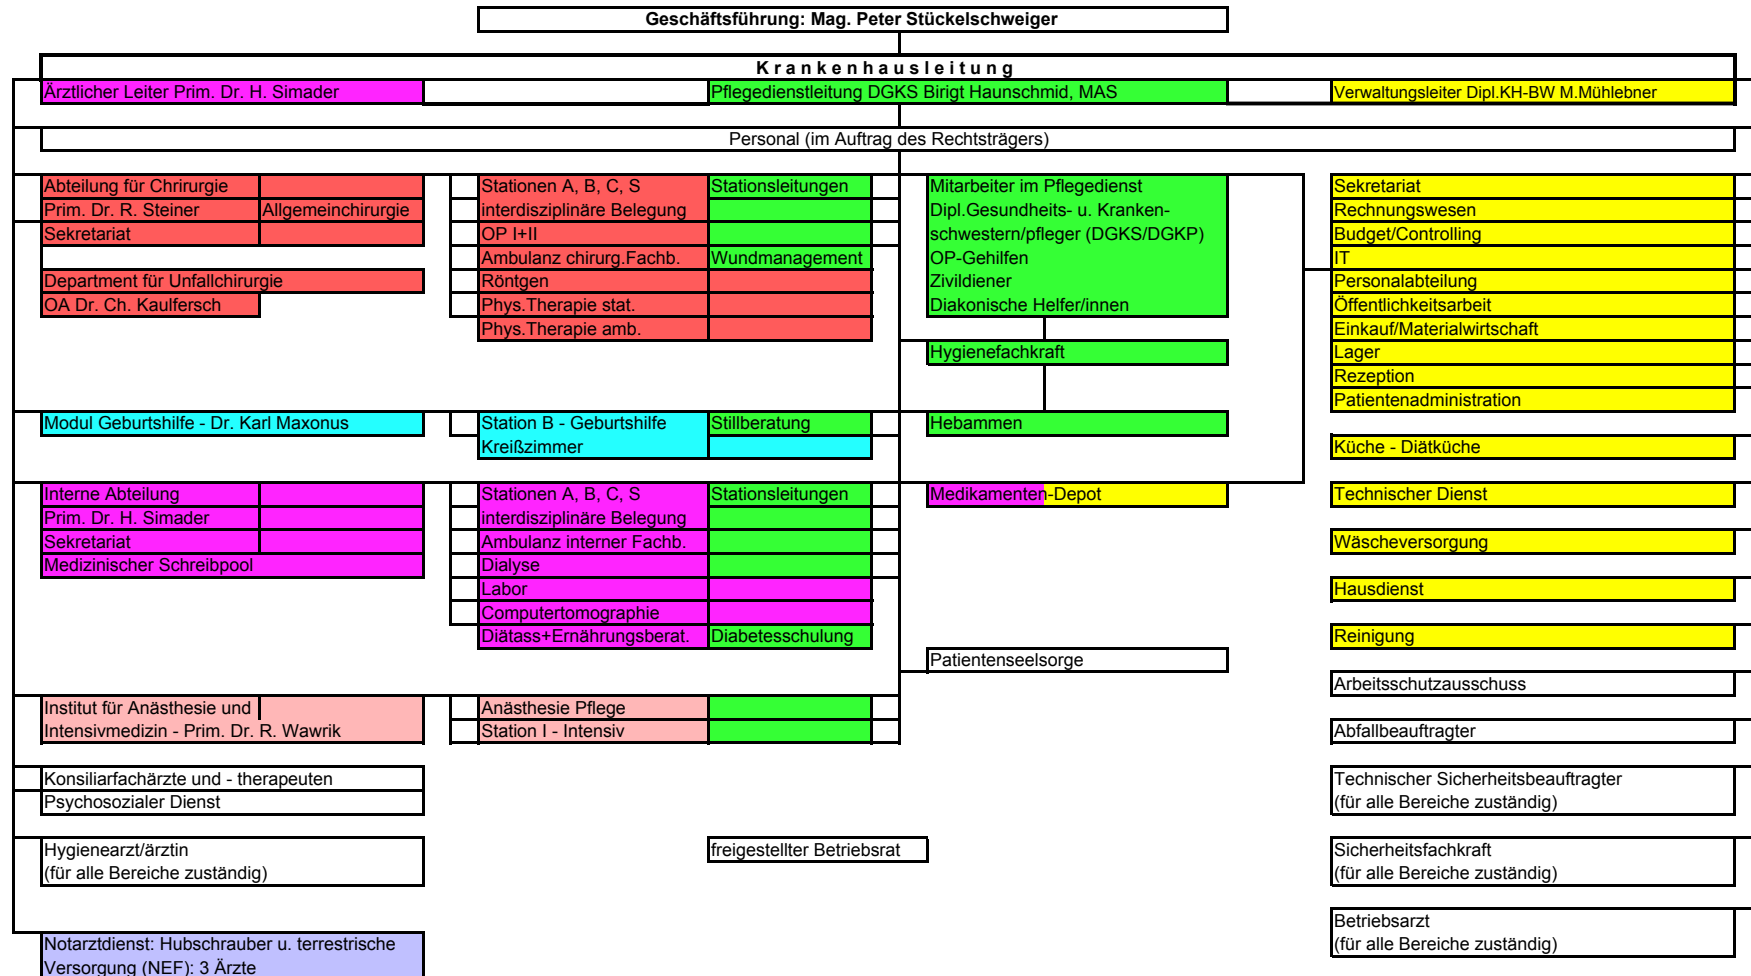 Geschäftsführung: Mag. Peter Stückelschweiger
Krankenhausleitung
Ärztlicher Leiter Prim. Dr. H. Simader
Pflegedienstleitung DGKS Birigt Haunschmid, MAS
Verwaltungsleiter Dipl.KH-BW M.Mühlebner
Personal (im Auftrag des Rechtsträgers)
Abteilung für Chrirurgie
Prim. Dr. R. Steiner
Allgemeinchirurgie
Sekretariat
Department für Unfallchirurgie
OA Dr. Ch. Kaulfersch
Stationen A, B, C, S
Stationsleitungen
interdisziplinäre Belegung
OP I+II
Ambulanz chirurg.Fachb.
Wundmanagement
Röntgen
Phys.Therapie stat.
Phys.Therapie amb.
Mitarbeiter im Pflegedienst
Dipl.Gesundheits- u. Kranken-
schwestern/pfleger (DGKS/DGKP)
OP-Gehilfen
Zivildiener
Diakonische Helfer/innen
Hygienefachkraft
Sekretariat
Rechnungswesen
Budget/Controlling
IT
Personalabteilung
Öffentlichkeitsarbeit
Einkauf/Materialwirtschaft
Lager
Rezeption
Patientenadministration
Modul Geburtshilfe - Dr. Karl Maxonus
Station B - Geburtshilfe
Stillberatung
Kreißzimmer
Hebammen
Küche - Diätküche
Interne Abteilung
Prim. Dr. H. Simader
Sekretariat
Medizinischer Schreibpool
Stationen A, B, C, S
Stationsleitungen
interdisziplinäre Belegung
Ambulanz interner Fachb.
Dialyse
Labor
Computertomographie
Diätass+Ernährungsberat.
Diabetesschulung
Medikamenten-Depot
Patientenseelsorge
Technischer Dienst
Wäscheversorgung
Hausdienst
Reinigung
Arbeitsschutzausschuss
Abfallbeauftragter
Institut für Anästhesie und
Intensivmedizin - Prim. Dr. R. Wawrik
Anästhesie Pflege
Station I - Intensiv
Konsiliarfachärzte und - therapeuten
Psychosozialer Dienst
Technischer Sicherheitsbeauftragter
(für alle Bereiche zuständig)
Hygienearzt/ärztin
(für alle Bereiche zuständig)
freigestellter Betriebsrat
Sicherheitsfachkraft
(für alle Bereiche zuständig)
Betriebsarzt
(für alle Bereiche zuständig)
Notarztdienst: Hubschrauber u. terrestrische
Versorgung (NEF): 3 Ärzte